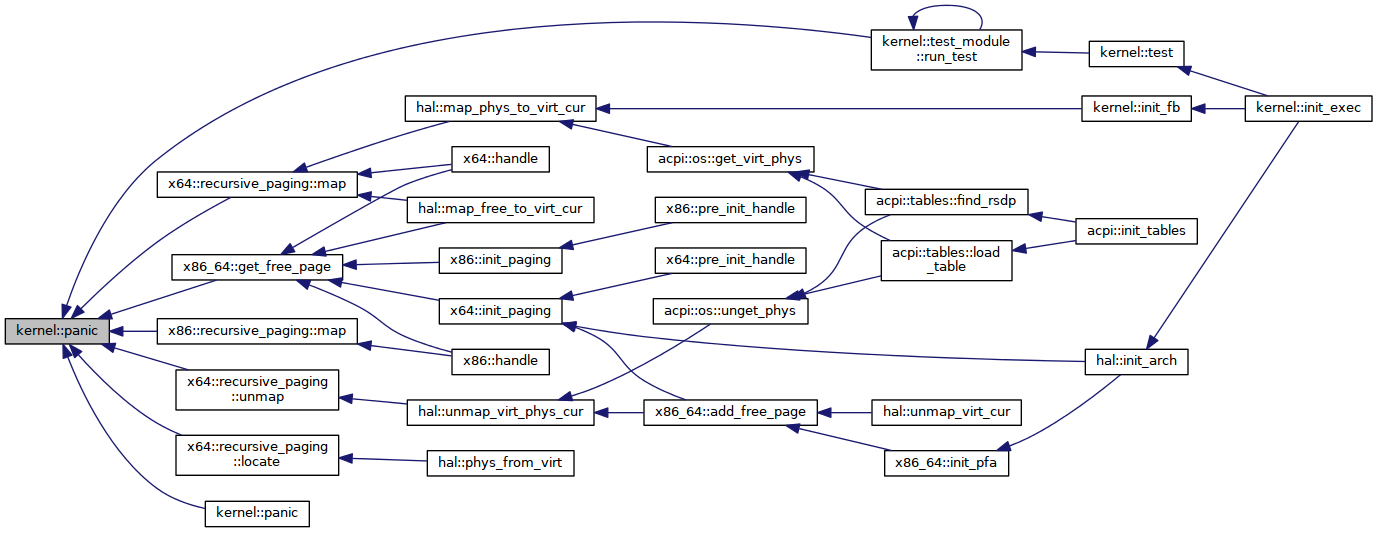 kernel::test_module
::run_test
kernel::test
hal::map_phys_to_virt_cur
kernel::init_fb
kernel::init_exec
x64::handle
acpi::os::get_virt_phys
x64::recursive_paging::map
hal::map_free_to_virt_cur
x86::pre_init_handle
acpi::tables::find_rsdp
acpi::init_tables
x86_64::get_free_page
x86::init_paging
x64::pre_init_handle
acpi::tables::load
_table
x64::init_paging
acpi::os::unget_phys
kernel::panic
x86::recursive_paging::map
x86::handle
hal::init_arch
x64::recursive_paging
::unmap
hal::unmap_virt_phys_cur
x86_64::add_free_page
hal::unmap_virt_cur
x64::recursive_paging
::locate
hal::phys_from_virt
x86_64::init_pfa
kernel::panic